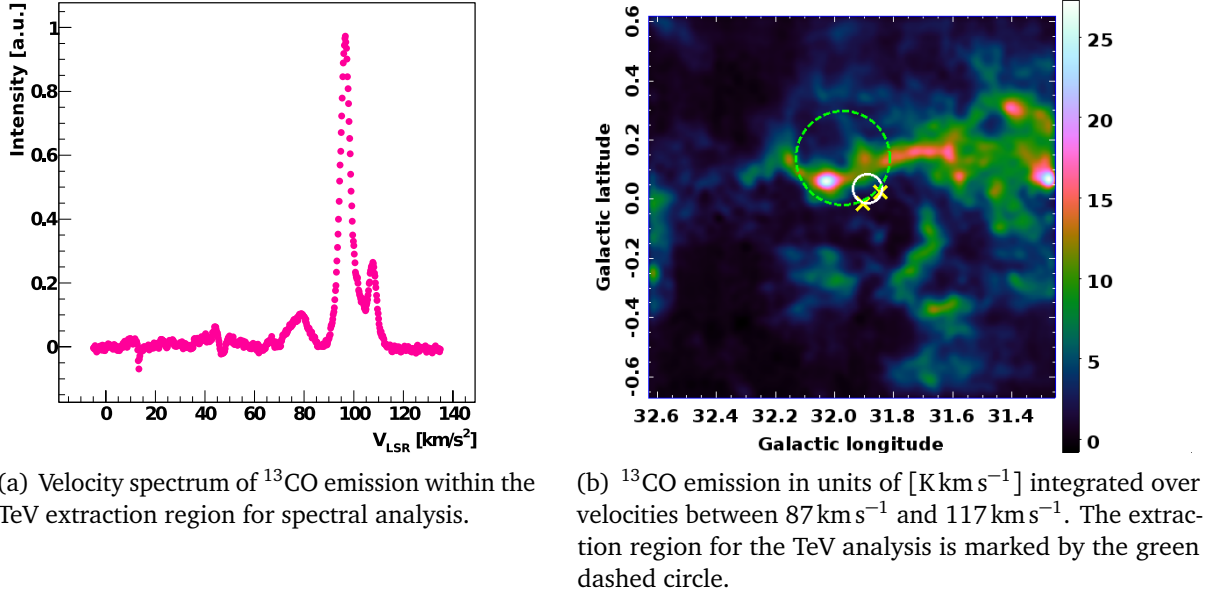 Intensity [a.u.]
1
0.8
0.6
0.4
0.2
0
0 20 40 60 80 100 120 140
V_LSR [km/s²]
0.6
0.4
0.2
0.0
-0.2
-0.4
-0.6
Galactic latitude
32.6 32.4 32.2 32.0 31.8 31.6 31.4
Galactic longitude
25
20
15
10
5
0
(a) Velocity spectrum of ¹³CO emission within the
TeV extraction region for spectral analysis.
(b) ¹³CO emission in units of [K km s⁻¹] integrated over
velocities between 87 km s⁻¹ and 117 km s⁻¹. The extrac-
tion region for the TeV analysis is marked by the green
dashed circle.